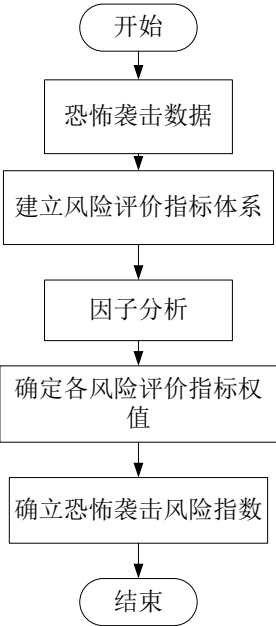 开始
恐怖袭击数据
建立风险评价指标体系
因子分析
确定各风险评价指标权
值
确立恐怖袭击风险指数
结束